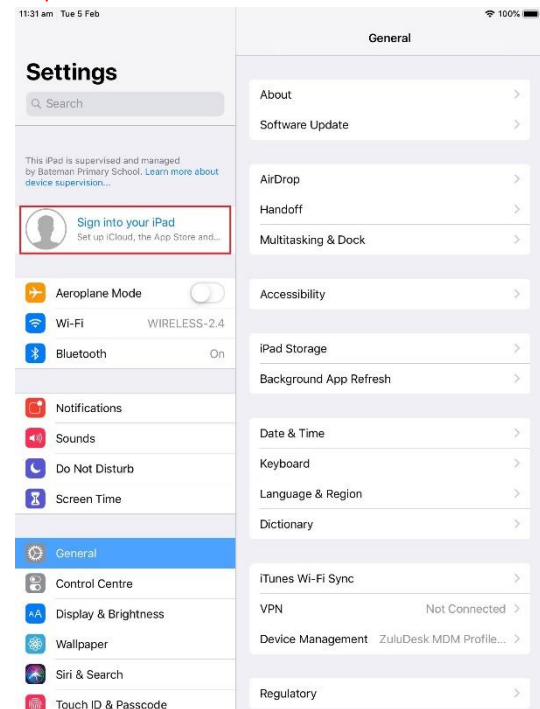 11:31 am Tue 5 Feb
100%
Settings
Search
This iPad is supervised and managed
by Bateman Primary School. Learn more about
device supervision...
Sign into your iPad
Set up iCloud, the App Store and...
Aeroplane Mode
Wi-Fi WIRELESS-2.4
Bluetooth On
Notifications
Sounds
Do Not Disturb
Screen Time
General
Control Centre
AA Display & Brightness
Wallpaper
Siri & Search
Touch ID & Passcode
General
About
Software Update
AirDrop
Handoff
Multitasking & Dock
Accessibility
iPad Storage
Background App Refresh
Date & Time
Keyboard
Language & Region
Dictionary
iTunes Wi-Fi Sync
VPN Not Connected
Device Management ZuluDesk MDM Profile...
Regulatory